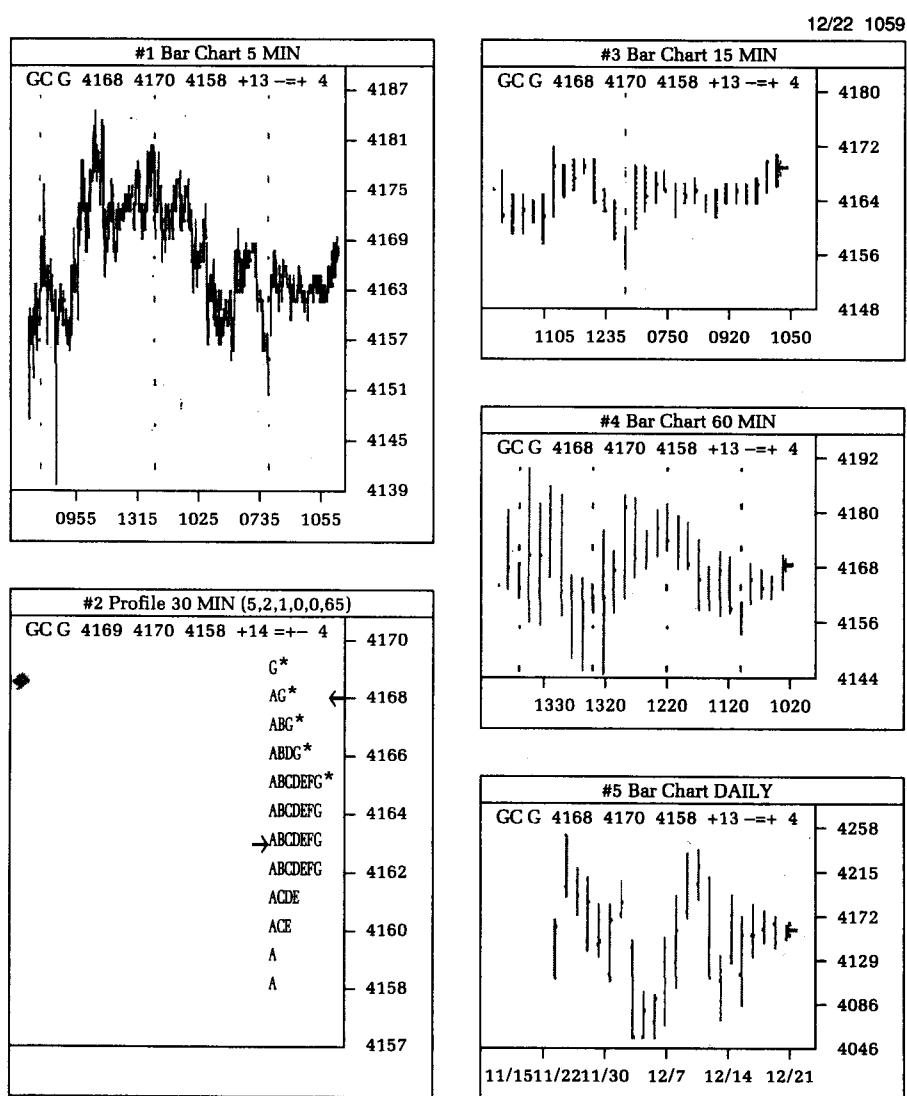 12/22 1059
#1 Bar Chart 5 MIN
GC G 4168 4170 4158 +13 -=+ 4
4187
4181
4175
4169
4163
4157
4151
4145
4139
0955 1315 1025 0735 1055
#2 Profile 30 MIN (5,2,1,0,0,65)
GC G 4169 4170 4158 +14 =+- 4
4170
G*
AG*
4168
ABG*
ABDG*
4166
ABCDEFG*
ABCDEFG
4164
ABCDEFG
ABCDEFG
4162
ACDE
ACE
4160
A
A
4158
4157
#3 Bar Chart 15 MIN
GC G 4168 4170 4158 +13 -=+ 4
4180
4172
4164
4156
4148
1105 1235 0750 0920 1050
#4 Bar Chart 60 MIN
GC G 4168 4170 4158 +13 -=+ 4
4192
4180
4168
4156
4144
1330 1320 1220 1120 1020
#5 Bar Chart DAILY
GC G 4168 4170 4158 +13 -=+ 4
4258
4215
4172
4129
4086
4046
11/15 11/22 11/30 12/7 12/14 12/21